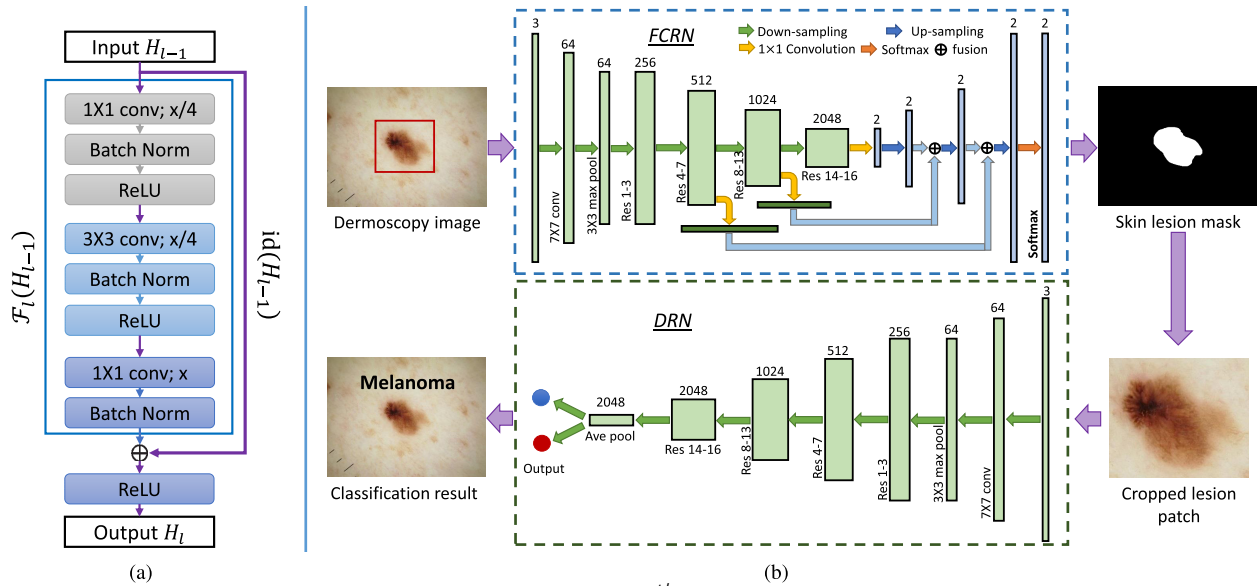 Input H_{l−1}
1X1 conv; x/4
Batch Norm
ReLU
3X3 conv; x/4
Batch Norm
ReLU
1X1 conv; x
Batch Norm
⊕
ReLU
Output H_l
ℱ_l(H_{l−1})
id(H_{l−1})
(a)
Dermoscopy image
FCRN
Down-sampling
Up-sampling
1×1 Convolution
Softmax
⊕ fusion
3
64
7X7 conv
64
3X3 max pool
256
Res 1-3
512
Res 4-7
1024
Res 8-13
2048
Res 14-16
2
2
⊕
2
⊕
2
Softmax
2
Skin lesion mask
Cropped lesion
patch
DRN
3
64
7X7 conv
64
3X3 max pool
256
Res 1-3
512
Res 4-7
1024
Res 8-13
2048
Res 14-16
2048
Ave pool
Output
Melanoma
Classification result
(b)